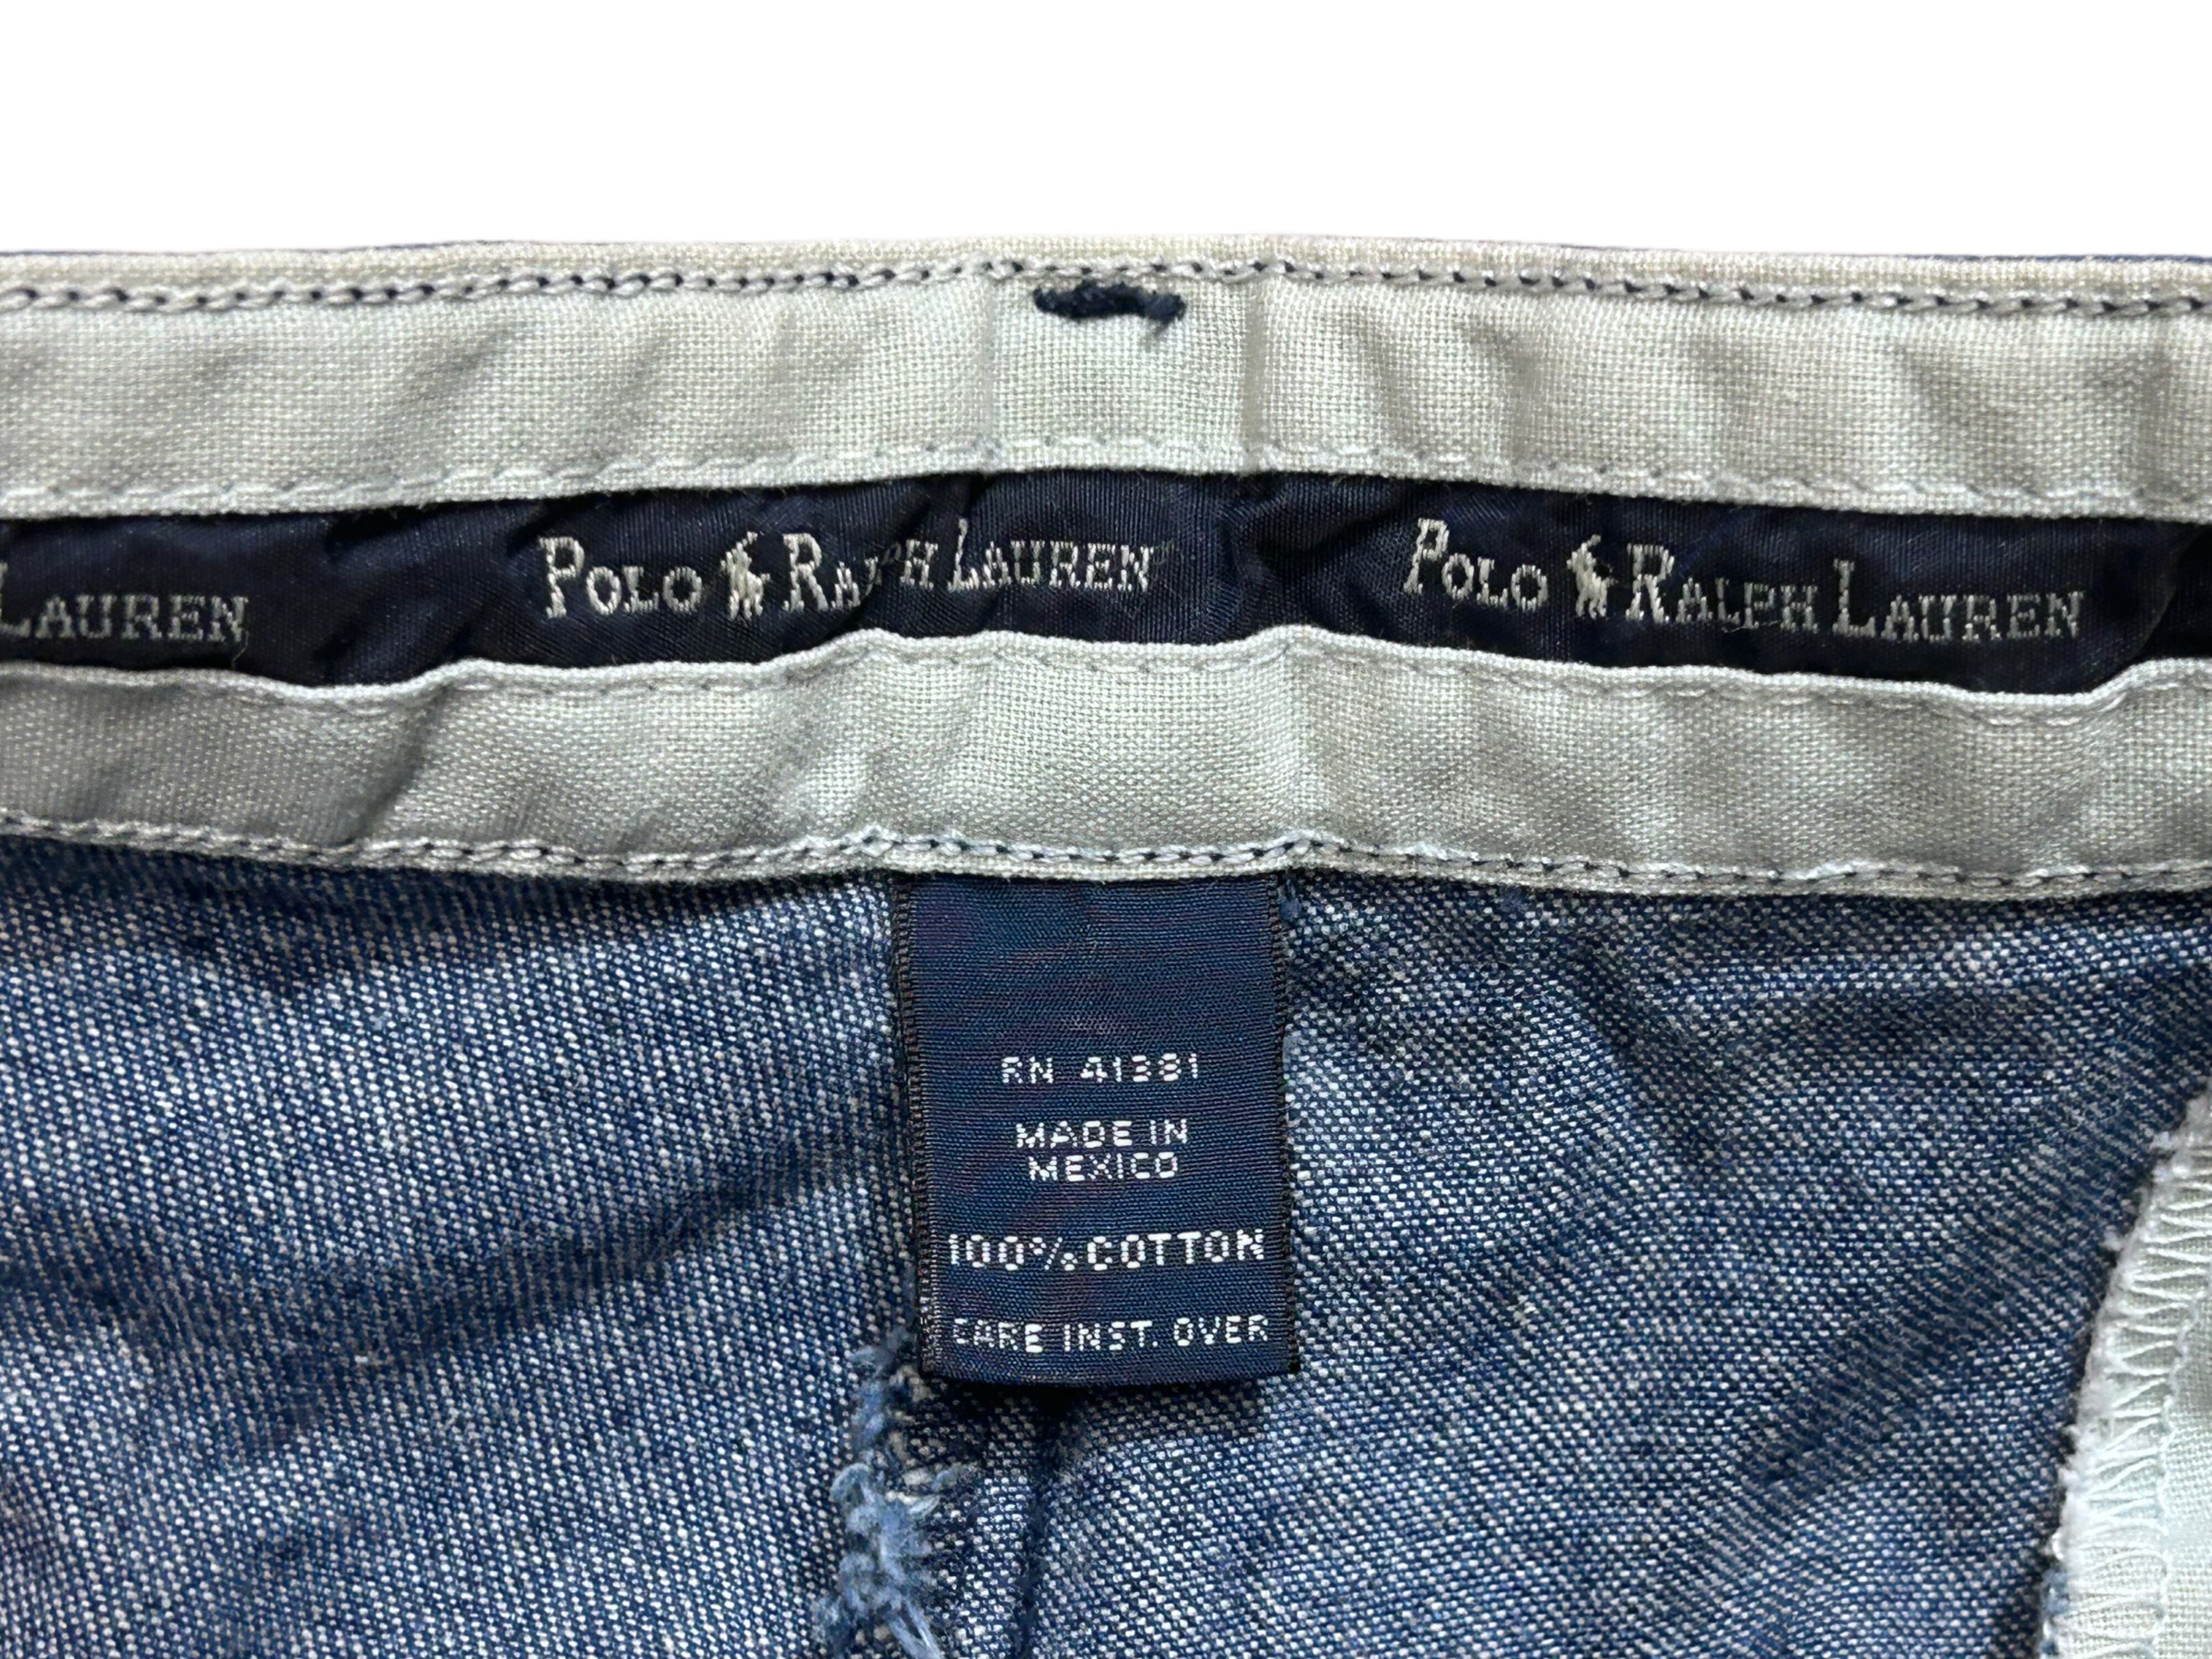 LAUREN POLO RALPH LAUREN POLO RALPH LAUREN
RN 41381
MADE IN
MEXICO
100% COTTON
CARE INST. OVER